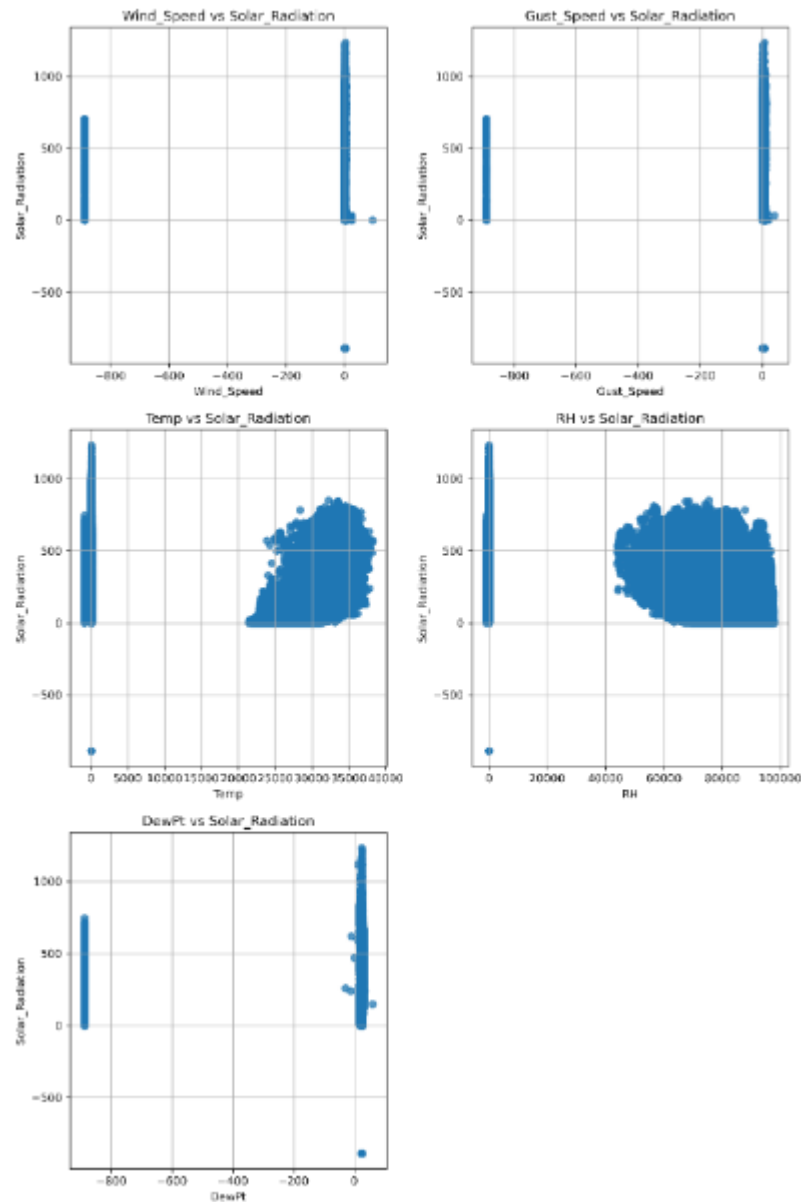 Wind_Speed vs Solar_Radiation
Solar_Radiation
1000
500
0
−500
−800 −600 −400 −200 0
Wind_Speed
Gust_Speed vs Solar_Radiation
Solar_Radiation
1000
500
0
−500
−800 −600 −400 −200 0
Gust_Speed
Temp vs Solar_Radiation
Solar_Radiation
1000
500
0
−500
0 5000 10000 15000 20000 25000 30000 35000 40000
Temp
RH vs Solar_Radiation
Solar_Radiation
1000
500
0
−500
0 20000 40000 60000 80000 100000
RH
DewPt vs Solar_Radiation
Solar_Radiation
1000
500
0
−500
−800 −600 −400 −200 0
DewPt